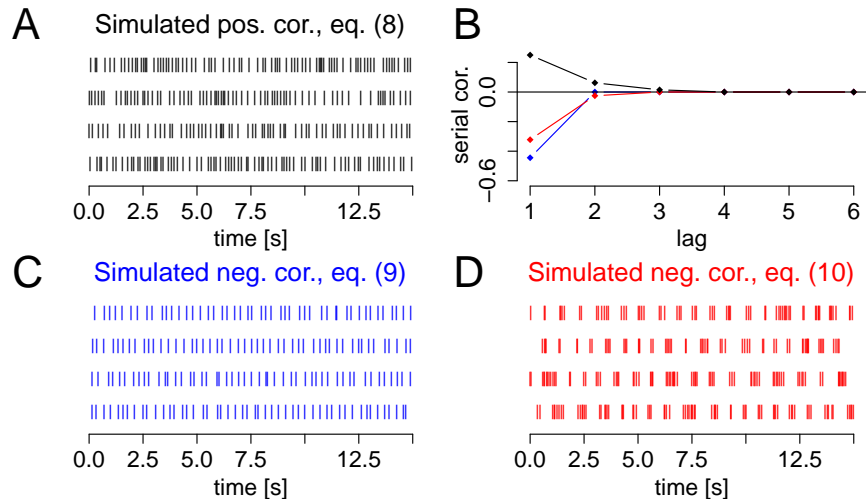 A
Simulated pos. cor., eq. (8)
0.0 2.5 5.0 7.5 12.5
time [s]
B
serial cor.
0.0
−0.6
1 2 3 4 5 6
lag
C
Simulated neg. cor., eq. (9)
0.0 2.5 5.0 7.5 12.5
time [s]
D
Simulated neg. cor., eq. (10)
0.0 2.5 5.0 7.5 12.5
time [s]